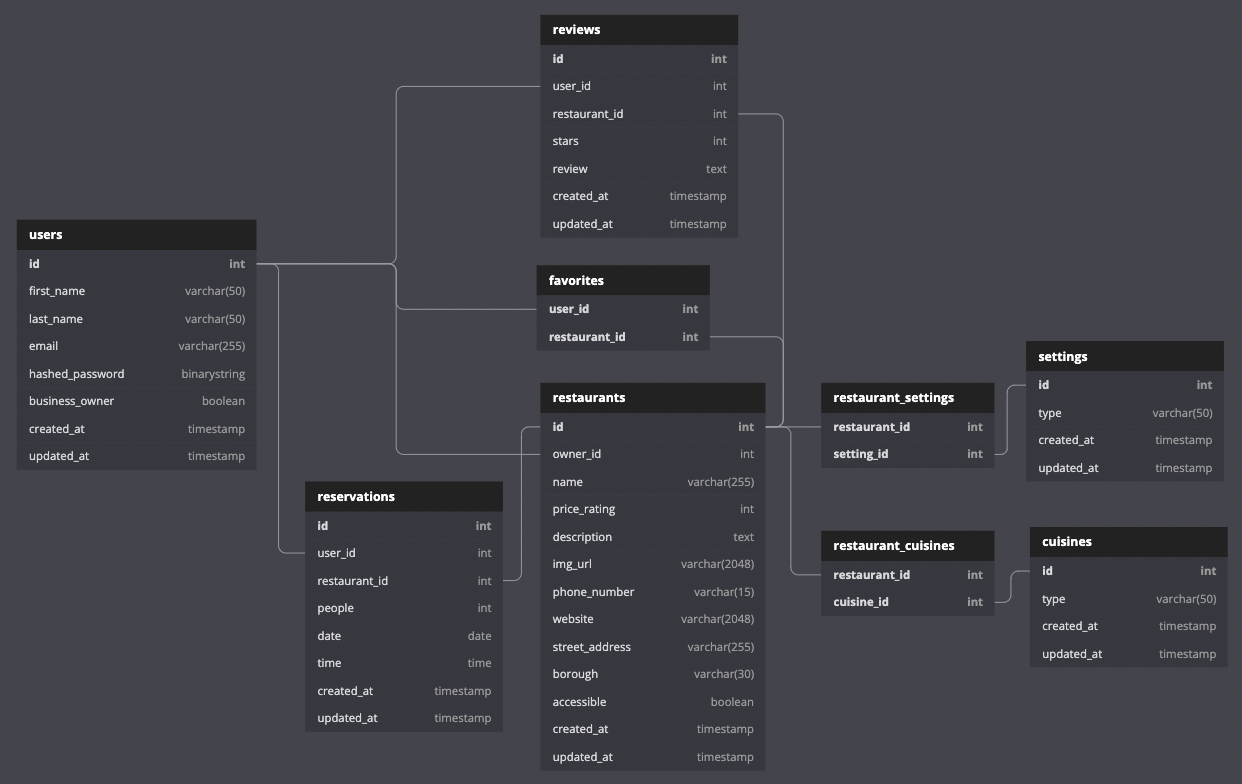 reviews
id int
user_id int
restaurant_id int
stars int
review text
created_at timestamp
updated_at timestamp
users
id int
first_name varchar(50)
last_name varchar(50)
email varchar(255)
hashed_password binarystring
business_owner boolean
created_at timestamp
updated_at timestamp
favorites
user_id int
restaurant_id int
restaurants
id int
owner_id int
name varchar(255)
price_rating int
description text
img_url varchar(2048)
phone_number varchar(15)
website varchar(2048)
street_address varchar(255)
borough varchar(30)
accessible boolean
created_at timestamp
updated_at timestamp
reservations
id int
user_id int
restaurant_id int
people int
date date
time time
created_at timestamp
updated_at timestamp
restaurant_settings
restaurant_id int
setting_id int
settings
id int
type varchar(50)
created_at timestamp
updated_at timestamp
restaurant_cuisines
restaurant_id int
cuisine_id int
cuisines
id int
type varchar(50)
created_at timestamp
updated_at timestamp